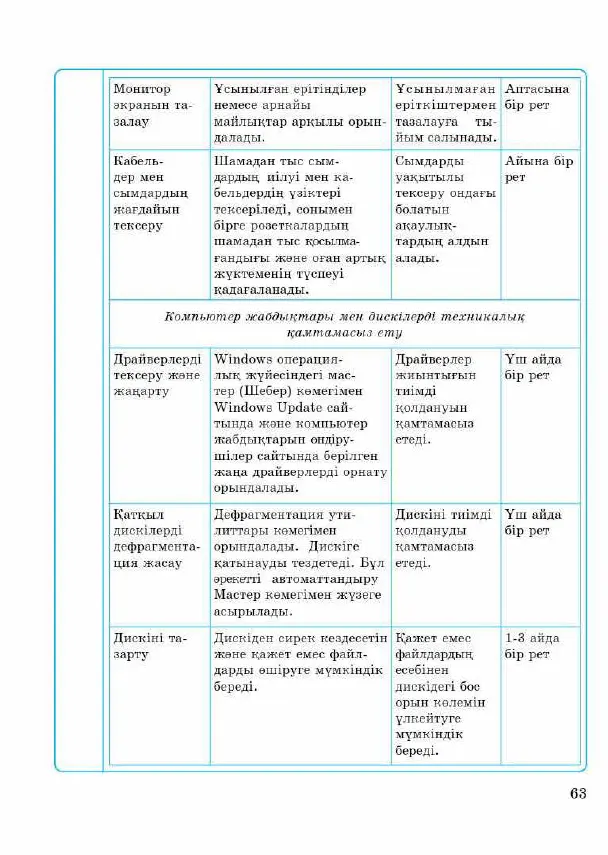 Монитор
экранын та-
залау
Ұсынылған ерітінділер
немесе арнайы
майлықтар арқылы орын-
далады.
Ұсынылмаған
еріткіштермен
тазалауға ты-
йым салынады.
Аптасына
бір рет
Кабель-
дер мен
сымдардың
жағдайын
тексеру
Шамадан тыс сым-
дардың иілуі мен ка-
бельдердің үзіктері
тексеріледі, сонымен
бірге розеткалардың
шамадан тыс қосылма-
ғандығы және оған артық
жүктеменің түспеуі
қадағаланады.
Сымдарды
уақытылы
тексеру ондағы
болатын
ақаулық-
тардың алдын
алады.
Айына бір
рет
Компьютер жабдықтары мен дискілерді техникалық
қамтамасыз ету
Драйверлерді
тексеру және
жаңарту
Windows операция-
лық жүйесіндегі мас-
тер (Шебер) көмегімен
Windows Update сай-
тында және компьютер
жабдықтарын өндіру-
шілер сайтында берілген
жаңа драйверлерді орнату
орындалады.
Драйверлер
жиынтығын
тиімді
қолдануын
қамтамасыз
етеді.
Үш айда
бір рет
Қатқыл
дискілерді
дефрагмента-
ция жасау
Дефрагментация ути-
литтары көмегімен
орындалады. Дискіге
қатынауды тездетеді. Бұл
әрекетті автоматтандыру
Мастер көмегімен жүзеге
асырылады.
Дискіні тиімді
қолдануды
қамтамасыз
етеді.
Үш айда
бір рет
Дискіні та-
зарту
Дискіден сирек кездесетін
және қажет емес файл-
дарды өшіруге мүмкіндік
береді.
Қажет емес
файлдардың
есебінен
дискідегі бос
орын көлемін
үлкейтуге
мүмкіндік
береді.
1-3 айда
бір рет
63